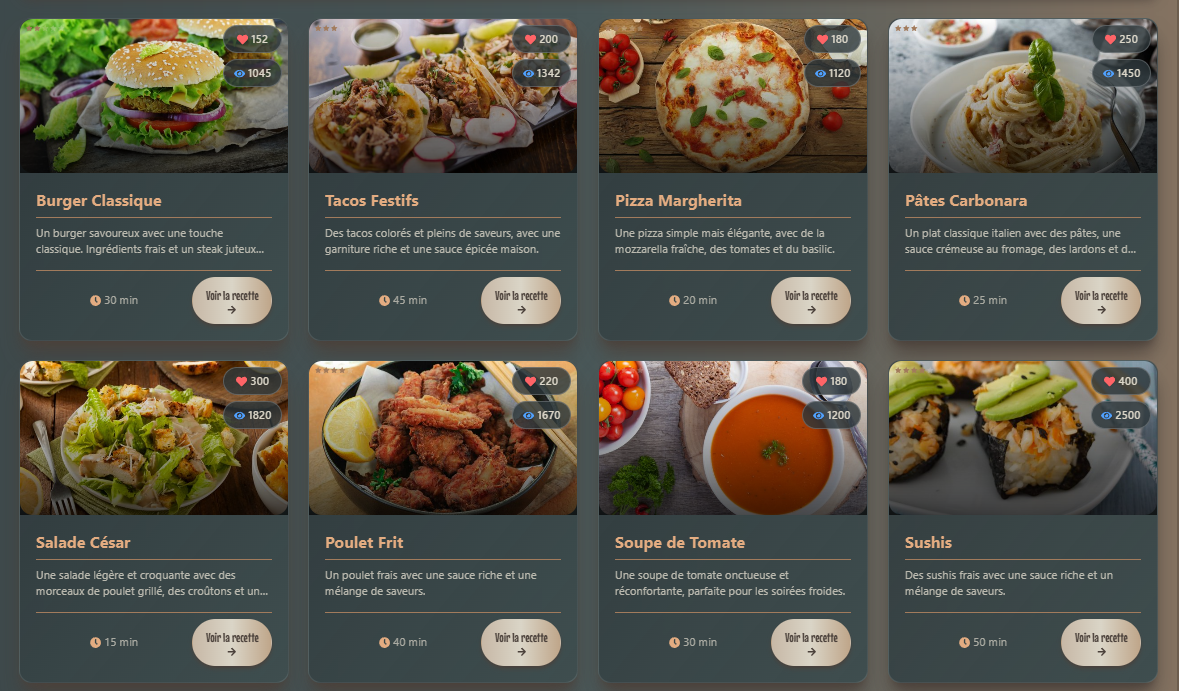 152
1045
Burger Classique
Un burger savoureux avec une touche
classique. Ingrédients frais et un steak juteux...
30 min
Voir la recette
→
200
1342
Tacos Festifs
Des tacos colorés et pleins de saveurs, avec une
garniture riche et une sauce épicée maison.
45 min
Voir la recette
→
180
1120
Pizza Margherita
Une pizza simple mais élégante, avec de la
mozzarella fraîche, des tomates et du basilic.
20 min
Voir la recette
→
250
1450
Pâtes Carbonara
Un plat classique italien avec des pâtes, une
sauce crémeuse au fromage, des lardons et d...
25 min
Voir la recette
→
300
1820
Salade César
Une salade légère et croquante avec des
morceaux de poulet grillé, des croûtons et un...
15 min
Voir la recette
→
220
1670
Poulet Frit
Un poulet frais avec une sauce riche et une
mélange de saveurs.
40 min
Voir la recette
→
180
1200
Soupe de Tomate
Une soupe de tomate onctueuse et
réconfortante, parfaite pour les soirées froides.
30 min
Voir la recette
→
400
2500
Sushis
Des sushis frais avec une sauce riche et un
mélange de saveurs.
50 min
Voir la recette
→